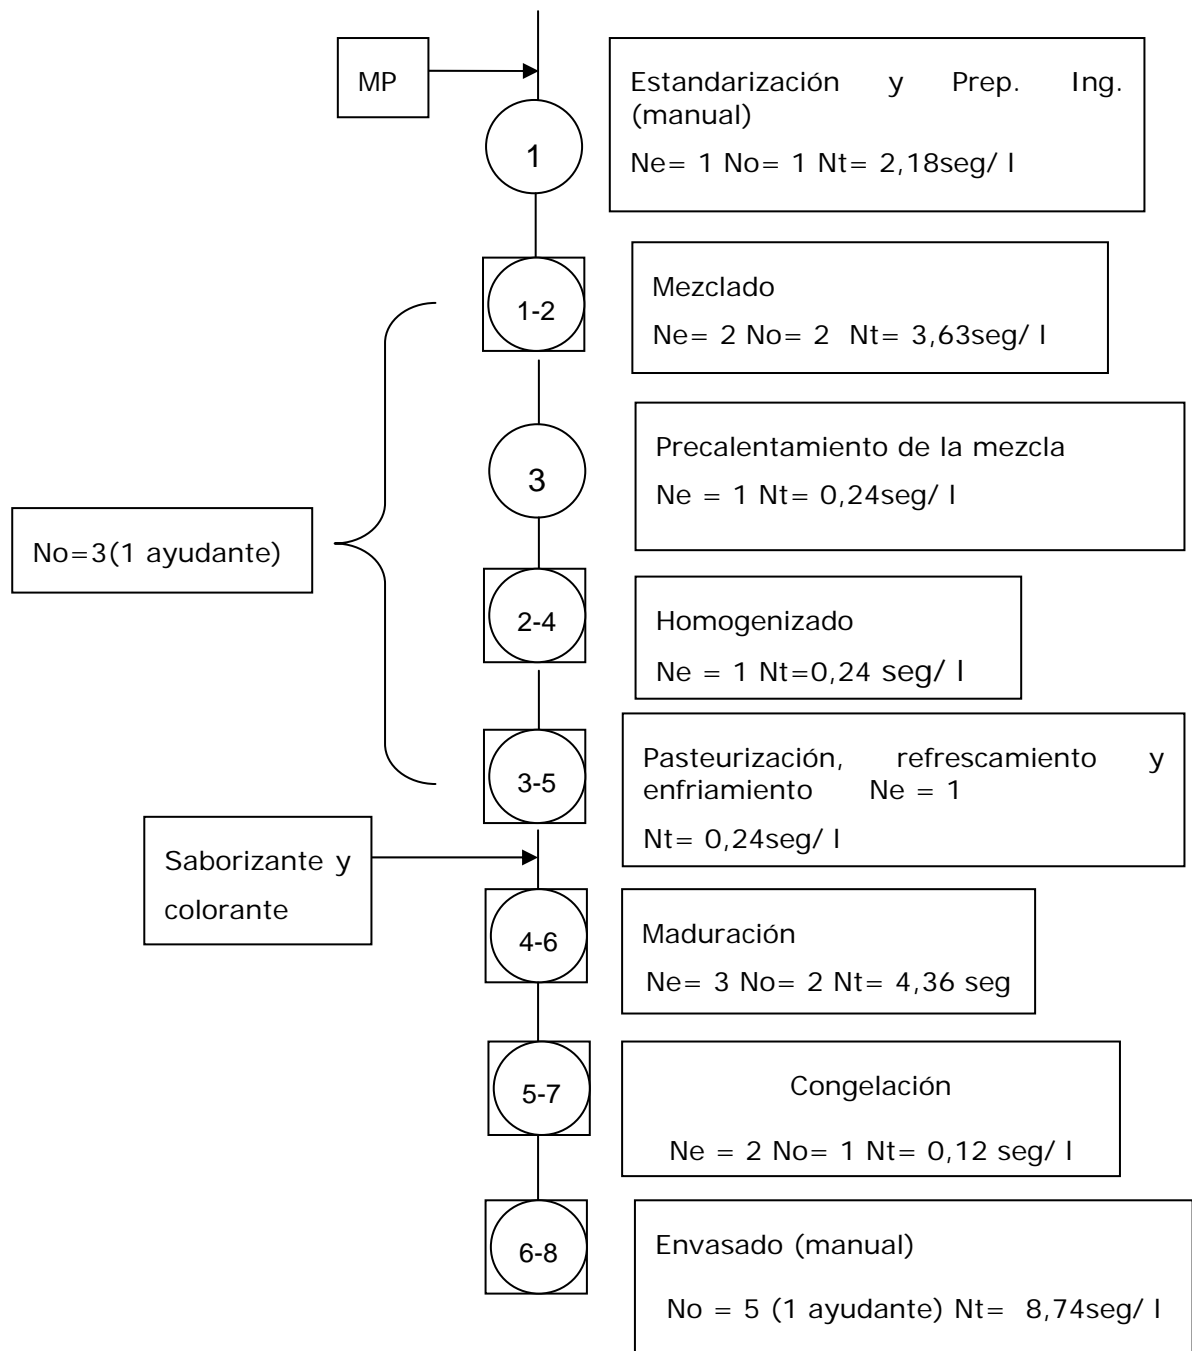 MP
Estandarización y Prep. Ing.
(manual)
Ne= 1 No= 1 Nt= 2,18seg/ l
1
1-2
Mezclado
Ne= 2 No= 2 Nt= 3,63seg/ l
3
Precalentamiento de la mezcla
Ne = 1 Nt= 0,24seg/ l
No=3(1 ayudante)
2-4
Homogenizado
Ne = 1 Nt=0,24 seg/ l
3-5
Pasteurización, refrescamiento y
enfriamiento Ne = 1
Nt= 0,24seg/ l
Saborizante y
colorante
4-6
Maduración
Ne= 3 No= 2 Nt= 4,36 seg
5-7
Congelación
Ne = 2 No= 1 Nt= 0,12 seg/ l
6-8
Envasado (manual)
No = 5 (1 ayudante) Nt= 8,74seg/ l